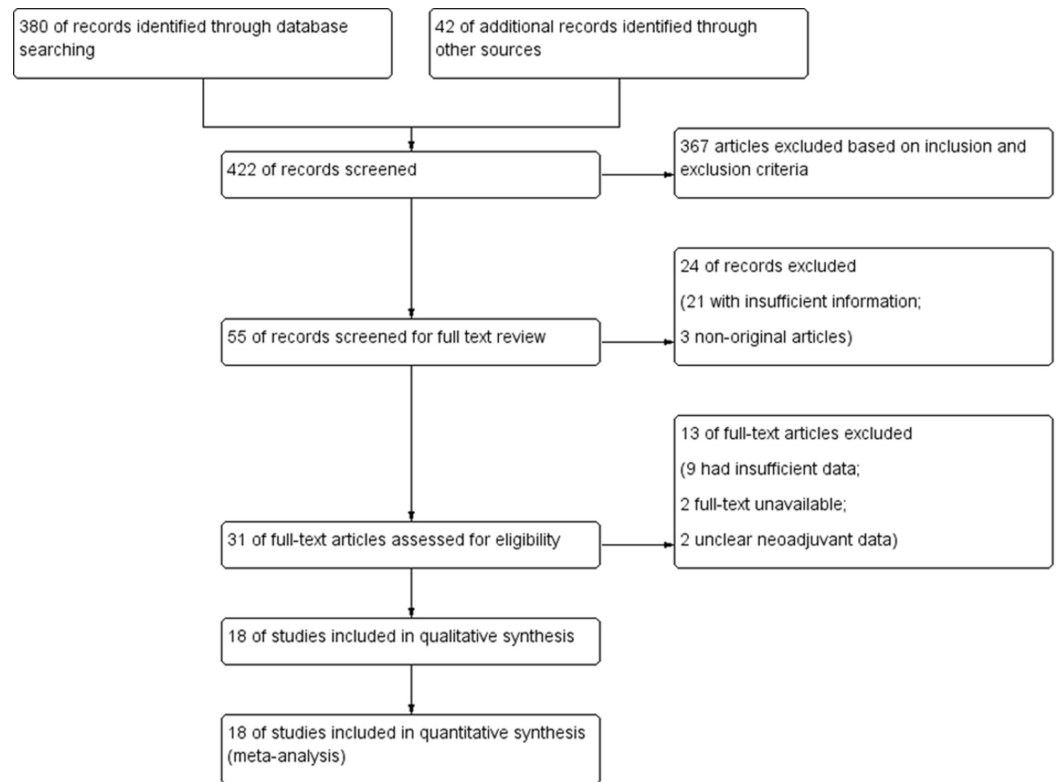 380 of records identified through database
searching
42 of additional records identified through
other sources
422 of records screened
367 articles excluded based on inclusion and
exclusion criteria
55 of records screened for full text review
24 of records excluded
(21 with insufficient information;
3 non-original articles)
31 of full-text articles assessed for eligibility
13 of full-text articles excluded
(9 had insufficient data;
2 full-text unavailable;
2 unclear neoadjuvant data)
18 of studies included in qualitative synthesis
18 of studies included in quantitative synthesis
(meta-analysis)